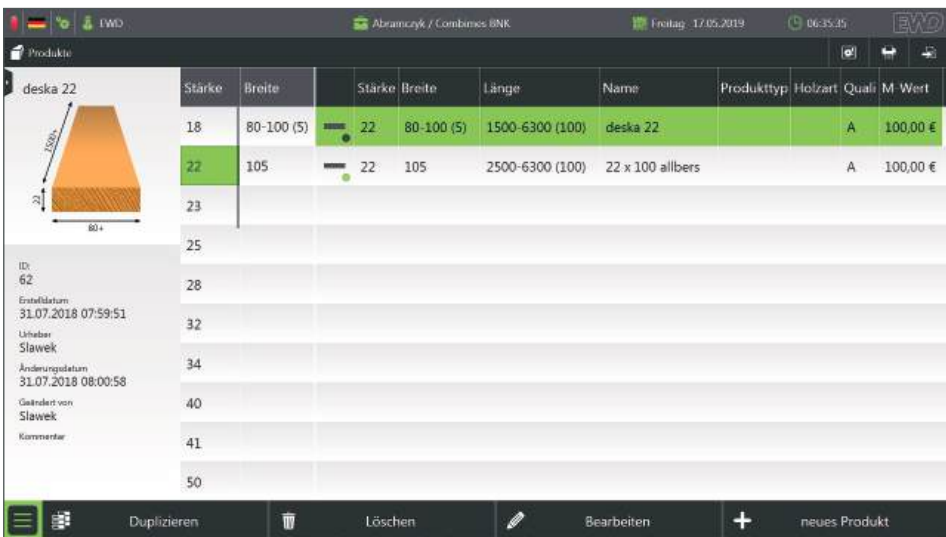 EWD Abramczyk / Combimes BNK Freitag 17.05.2019 06:35:35 EWD
Produkte
deska 22
1500+
22
80+
ID:
62
Erstelldatum
31.07.2018 07:59:51
Urheber
Slawek
Änderungsdatum
31.07.2018 08:00:58
Geändert von
Slawek
Kommentar
Stärke Breite
18 80-100 (5)
22 105
23
25
28
32
34
40
41
50
Stärke Breite Länge Name Produkttyp Holzart Quali M-Wert
22 80-100 (5) 1500-6300 (100) deska 22 A 100,00 €
22 105 2500-6300 (100) 22 x 100 allbers A 100,00 €
Duplizieren Löschen Bearbeiten neues Produkt